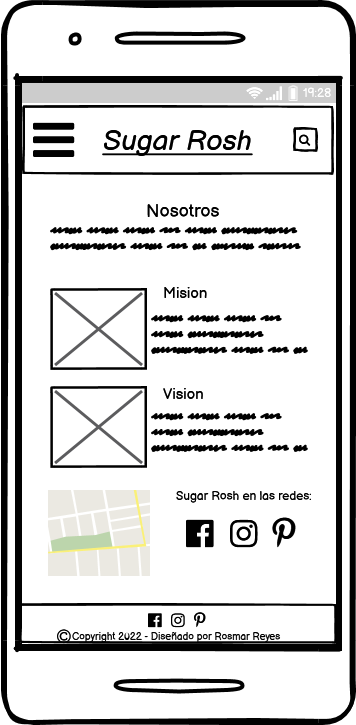 19:28
Sugar Rosh
Nosotros
Mision
Vision
Sugar Rosh en las redes:
©Copyright 2022 - Diseñado por Rosmar Reyes